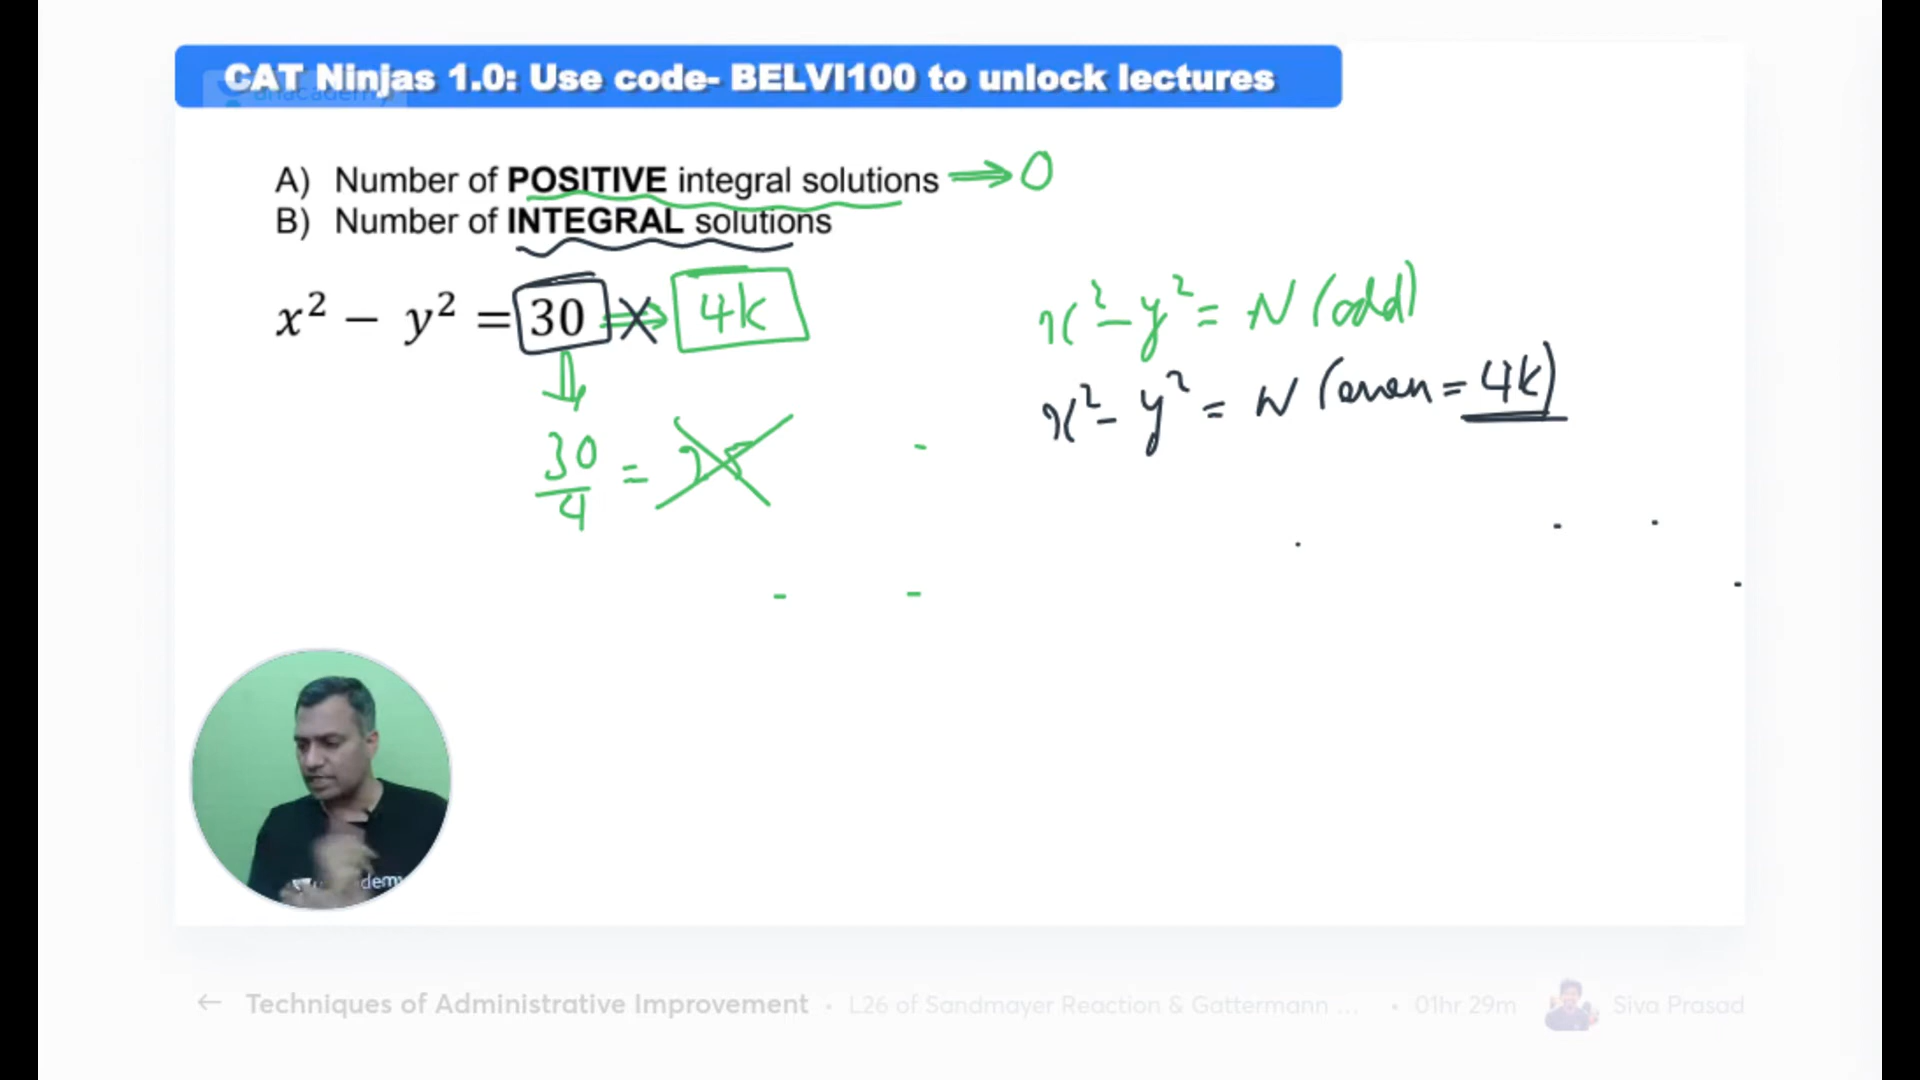 CAT Ninjas 1.0: Use code- BELVI100 to unlock lectures
A) Number of POSITIVE integral solutions ⇒ 0
B) Number of INTEGRAL solutions
x² − y² = 30 ⇒ 4k
x² − y² = N (odd)
x² − y² = N (even = 4k)
30/4 =
dem
← Techniques of Administrative Improvement • L26 of Sandmayer Reaction & Gattermann ... • 01hr 29m Siva Prasad